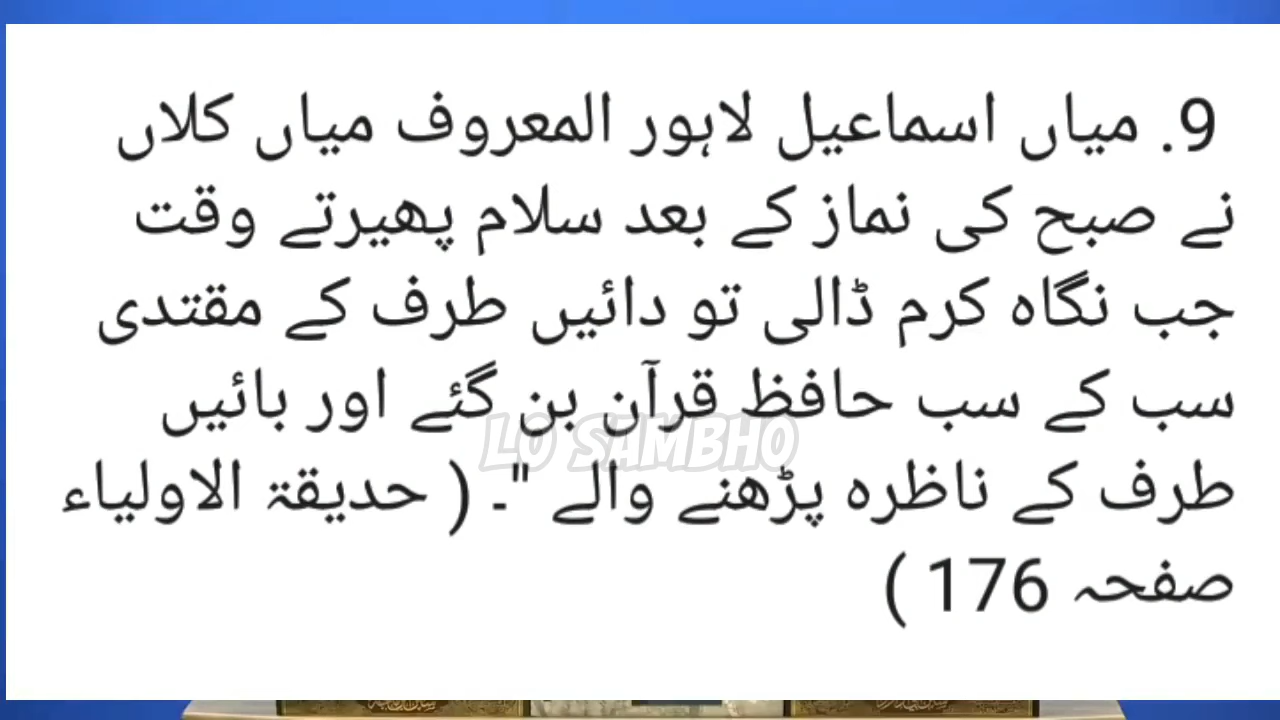 9. میاں اسماعیل لاہور المعروف میاں کلاں
نے صبح کی نماز کے بعد سلام پھیرتے وقت
جب نگاہ کرم ڈالی تو دائیں طرف کے مقتدی
سب کے سب حافظ قرآن بن گئے اور بائیں
LO SAMBHO
طرف کے ناظرہ پڑھنے والے "۔ ( حدیقۃ الاولیاء
صفحہ 176 )